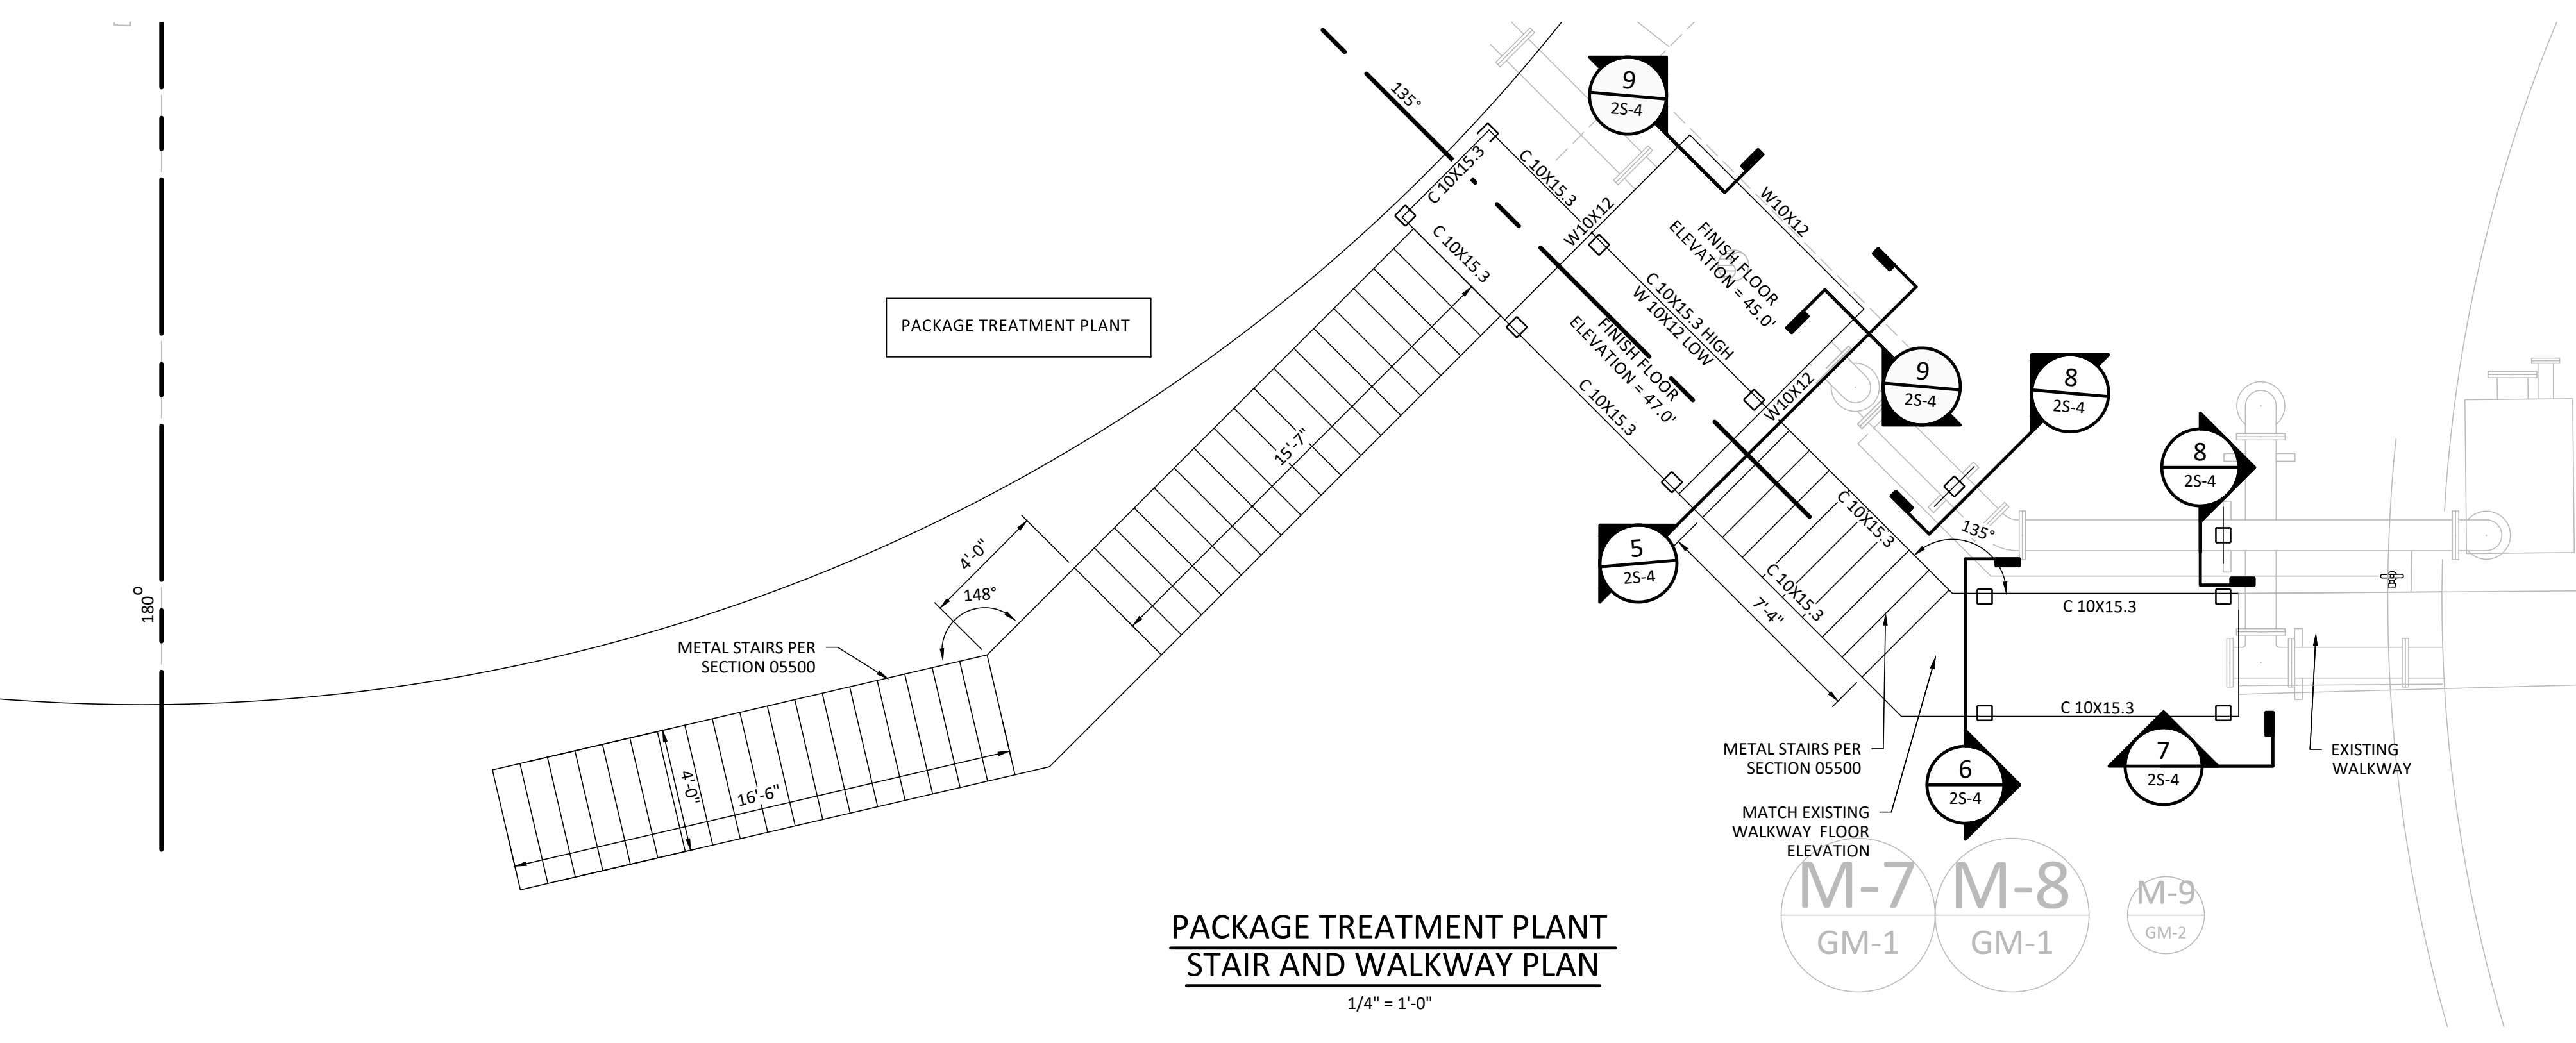 135°
9
2S-4
C 10X15.3
C 10X15.3
W10X12
W10X12
C 10X15.3
FINISH FLOOR
ELEVATION = 45.0'
C 10X15.3 HIGH
W 10X12 LOW
FINISH FLOOR
ELEVATION = 47.0'
C 10X15.3
W10X12
PACKAGE TREATMENT PLANT
9
2S-4
8
2S-4
8
2S-4
15'-7"
C 10X15.3
135°
5
2S-4
C 10X15.3
7'-4"
4'-0"
148°
180°
C 10X15.3
METAL STAIRS PER
SECTION 05500
C 10X15.3
4'-0"
16'-6"
METAL STAIRS PER
SECTION 05500
6
2S-4
7
2S-4
EXISTING
WALKWAY
MATCH EXISTING
WALKWAY FLOOR
ELEVATION
M-7
GM-1
M-8
GM-1
M-9
GM-2
PACKAGE TREATMENT PLANT
STAIR AND WALKWAY PLAN
1/4" = 1'-0"